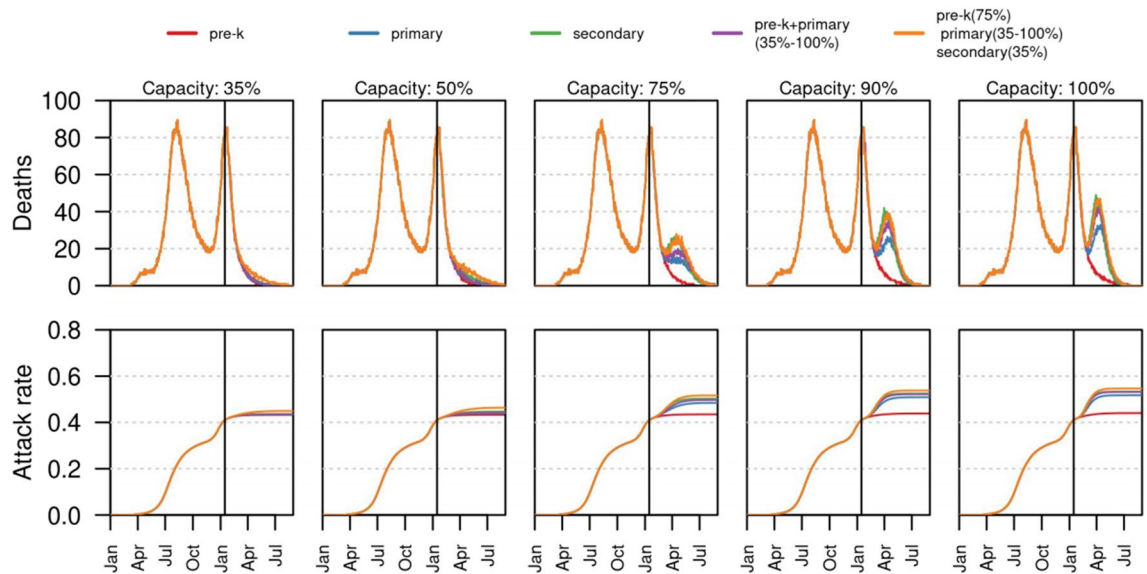 pre-k
primary
secondary
pre-k+primary
(35%-100%)
pre-k(75%)
primary(35-100%)
secondary(35%)
Capacity: 35%
Capacity: 50%
Capacity: 75%
Capacity: 90%
Capacity: 100%
Deaths
100
80
60
40
20
0
Attack rate
0.8
0.6
0.4
0.2
0.0
Jan Apr Jul Oct Jan Apr Jul
Jan Apr Jul Oct Jan Apr Jul
Jan Apr Jul Oct Jan Apr Jul
Jan Apr Jul Oct Jan Apr Jul
Jan Apr Jul Oct Jan Apr Jul